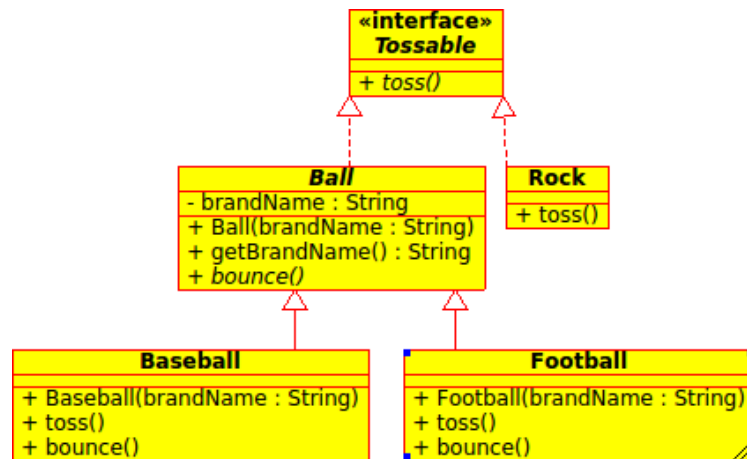 «interface»
Tossable
+ toss()
Ball
- brandName : String
+ Ball(brandName : String)
+ getBrandName() : String
+ bounce()
Rock
+ toss()
Baseball
+ Baseball(brandName : String)
+ toss()
+ bounce()
Football
+ Football(brandName : String)
+ toss()
+ bounce()